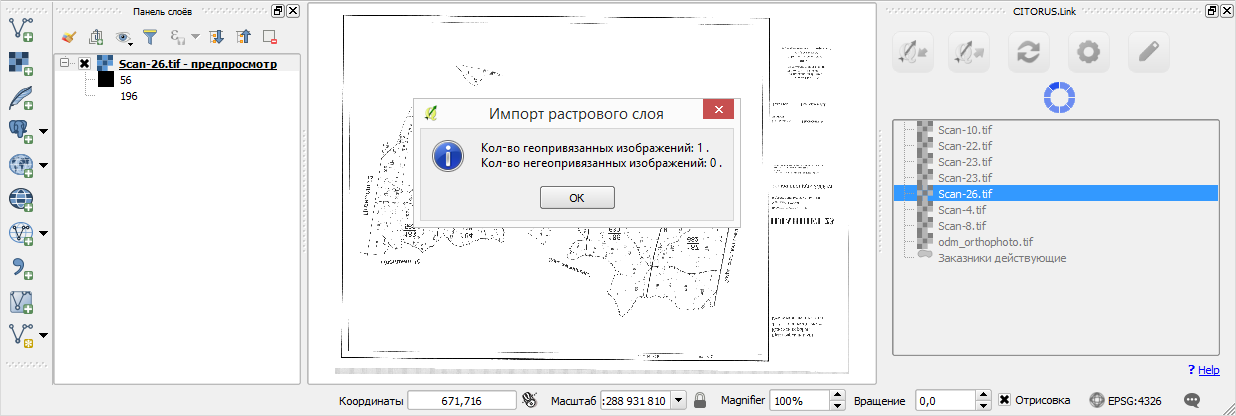 Панель слоёв
Scan-26.tif - предпросмотр
56
196
Импорт растрового слоя
Кол-во геопривязанных изображений: 1 .
Кол-во негеопривязанных изображений: 0 .
OK
CITORUS.Link
Scan-10.tif
Scan-22.tif
Scan-23.tif
Scan-23.tif
Scan-26.tif
Scan-4.tif
Scan-8.tif
odm_orthophoto.tif
Заказники действующие
? Help
Координаты 671,716 Масштаб :288 931 810 Magnifier 100% Вращение 0,0 Отрисовка EPSG:4326